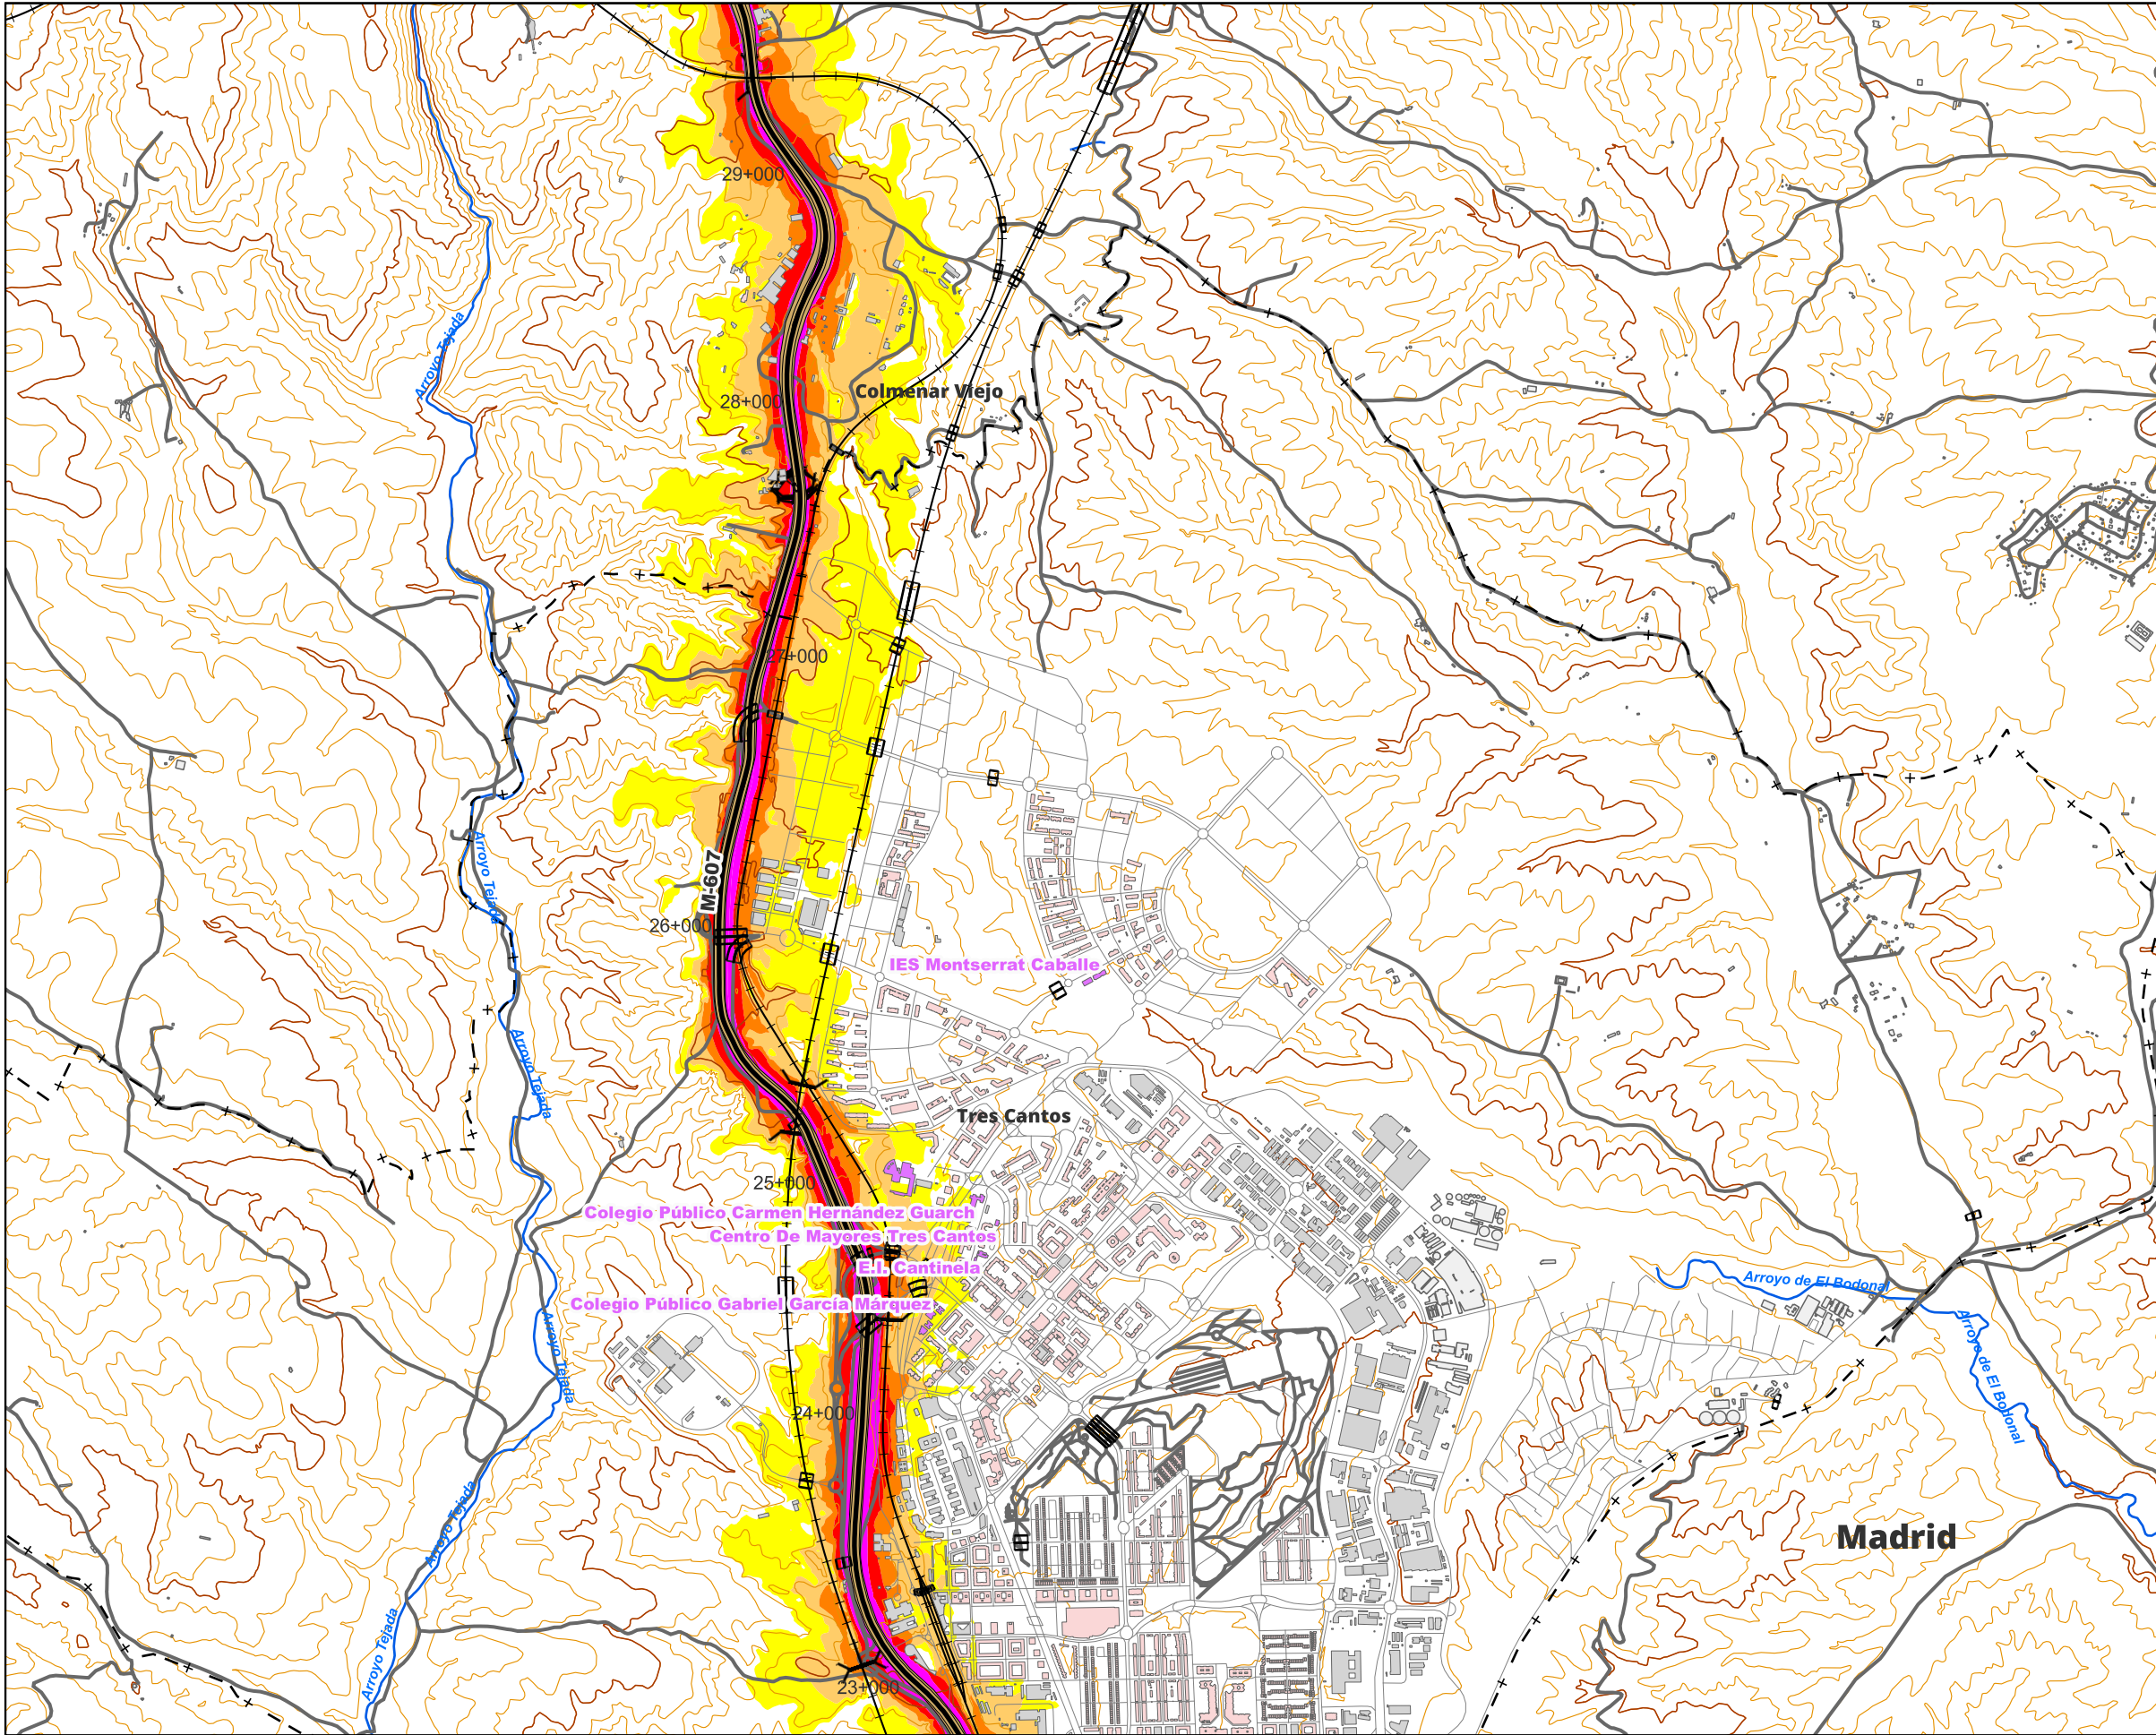 29+000
Arroyo Tejada
Colmenar Viejo
28+000
27+000
M-607
Arroyo Tejada
26+000
IES Montserrat Caballe
Arroyo Tejada
Tres Cantos
25+000
Colegio Público Carmen Hernández Guarch
Centro De Mayores Tres Cantos
E.I. Cantinela
Arroyo de El Bodonal
Colegio Público Gabriel García Márquez
Arroyo Tejada
Arroyo de El Bodonal
24+000
Arroyo Tejada
Madrid
Arroyo Tejada
23+000